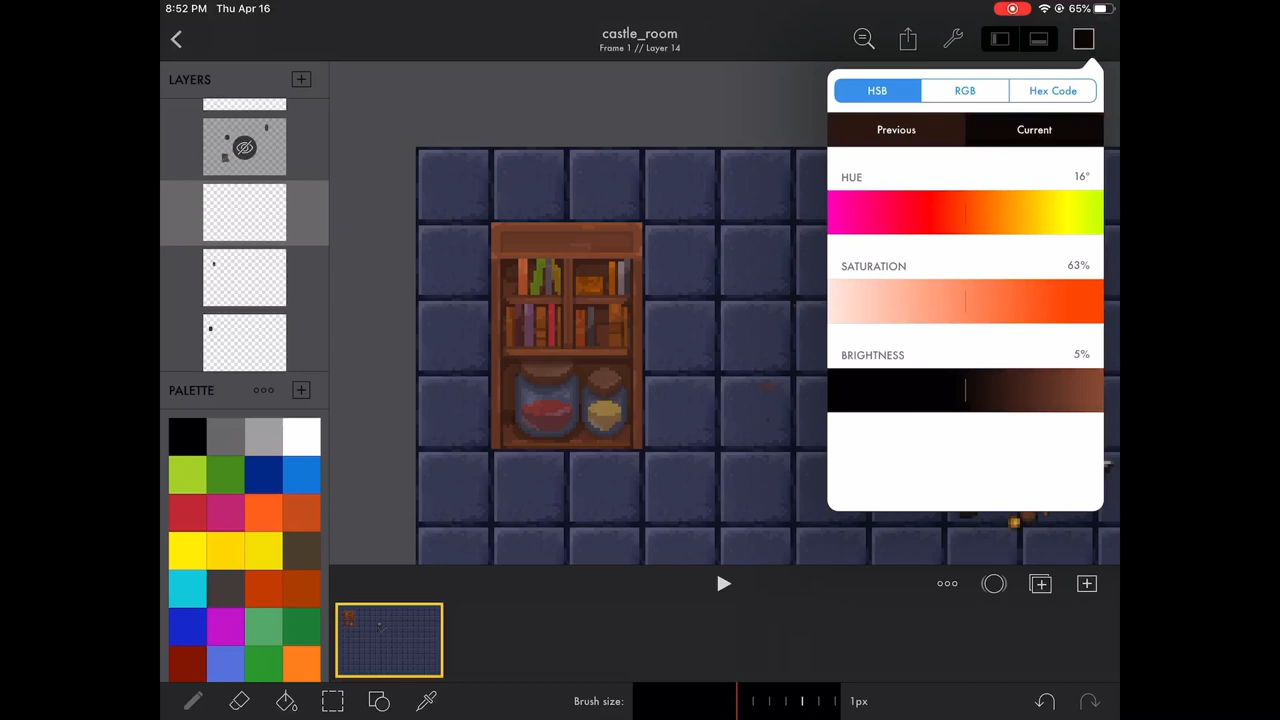 8:52 PM Thu Apr 16
65%
castle_room
Frame 1 // Layer 14
LAYERS
HSB
RGB
Hex Code
Previous
Current
HUE
16°
SATURATION
63%
BRIGHTNESS
5%
PALETTE
Brush size:
1px